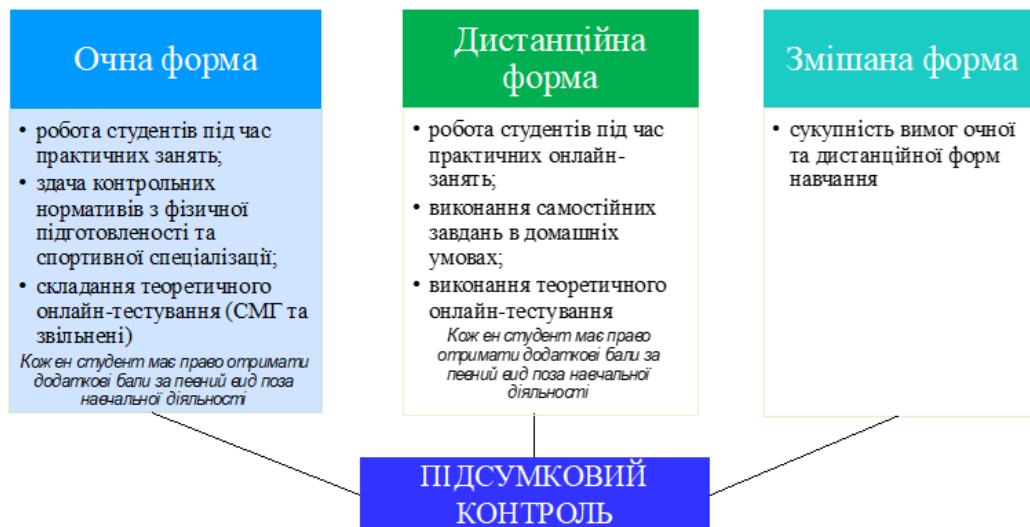 Очна форма
• робота студентів під час
практичних занять;
• здача контрольних
нормативів з фізичної
підготовленості та
спортивної спеціалізації;
• складання теоретичного
онлайн-тестування (СМГ та
звільнені)
Кожен студент має право отримати
додаткові бали за певний вид поза
навчальної діяльності
Дистанційна
форма
• робота студентів під час
практичних онлайн-
занять;
• виконання самостійних
завдань в домашніх
умовах;
• виконання теоретичного
онлайн-тестування
Кожен студент має право
отримати додаткові бали за
певний вид поза навчальної
діяльності
Змішана форма
• сукупність вимог очної
та дистанційної форм
навчання
ПІДСУМКОВИЙ
КОНТРОЛЬ